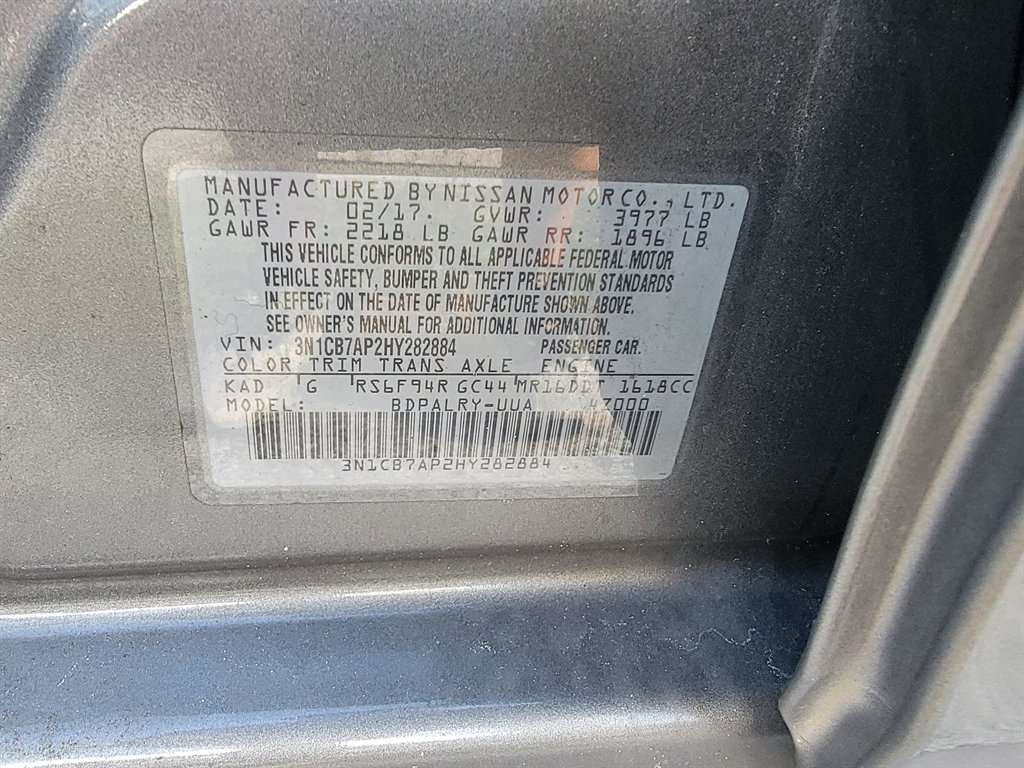 MANUFACTURED BY NISSAN MOTOR CO., LTD.
DATE: 02/17. GVWR: 3977 LB
GAWR FR: 2218 LB GAWR RR: 1896 LB
THIS VEHICLE CONFORMS TO ALL APPLICABLE FEDERAL MOTOR
VEHICLE SAFETY, BUMPER AND THEFT PREVENTION STANDARDS
IN EFFECT ON THE DATE OF MANUFACTURE SHOWN ABOVE.
SEE OWNER'S MANUAL FOR ADDITIONAL INFORMATION.
VIN: 3N1CB7AP2HY282884 PASSENGER CAR.
COLOR TRIM TRANS AXLE ENGINE
KAD G RS6F94R GC44 MR16DDT 1618CC
MODEL: BDPALRY-UUA 47000
3N1CB7AP2HY282884